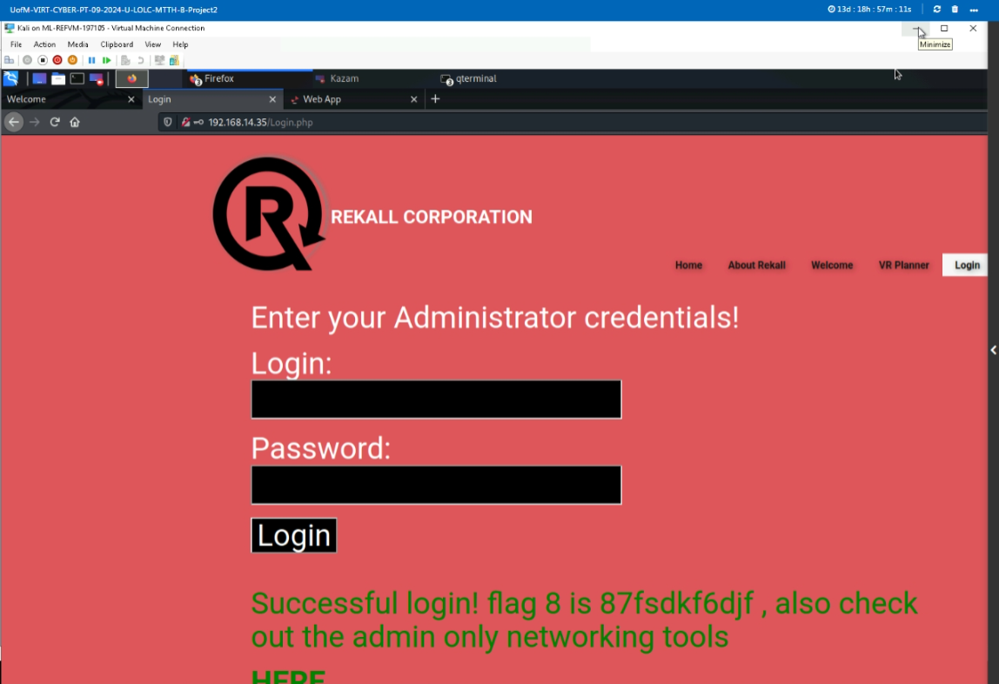 UofM-VIRT-CYBER-PT-09-2024-U-LOLC-MTTH-B-Project2
13d : 18h : 57m : 11s
Kali on ML-REFVM-197105 - Virtual Machine Connection
File Action Media Clipboard View Help
Minimize
3 Firefox
Kazam
3 qterminal
Welcome
Login
Web App
192.168.14.35/Login.php
R
REKALL CORPORATION
Home About Rekall Welcome VR Planner Login
Enter your Administrator credentials!
Login:
Password:
Login
Successful login! flag 8 is 87fsdkf6djf , also check
out the admin only networking tools
HERE